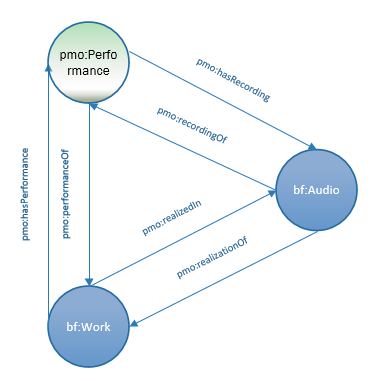 pmo:Perfo
rmance
pmo:hasRecording
pmo:recordingOf
pmo:hasPerformance
pmo:performanceOf
bf:Audio
pmo:realizedIn
pmo:realizationOf
bf:Work